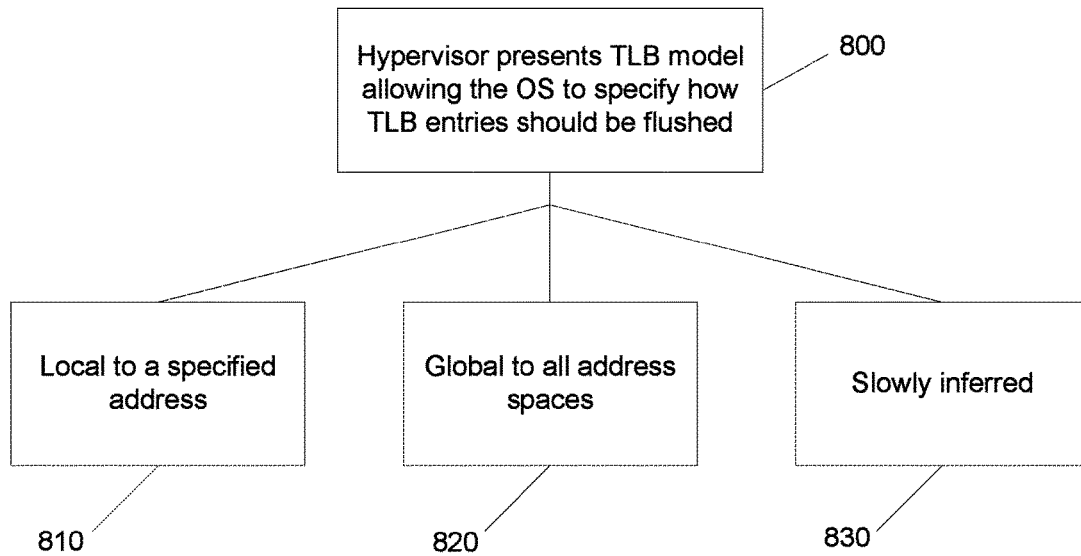 Hypervisor presents TLB model
allowing the OS to specify how
TLB entries should be flushed
800
Local to a specified
address
Global to all address
spaces
Slowly inferred
810
820
830